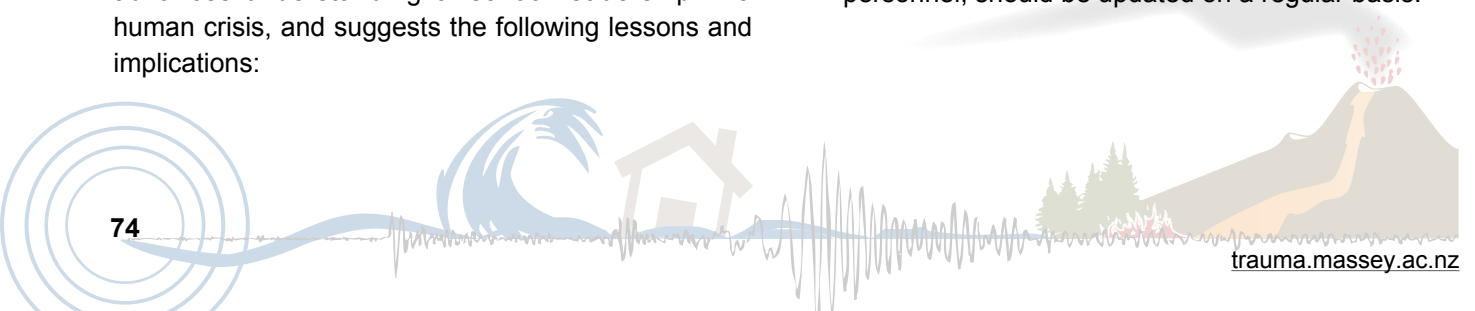 human crisis, and suggests the following lessons and
implications:
personnel, should be updated on a regular basis.
74
trauma.massey.ac.nz